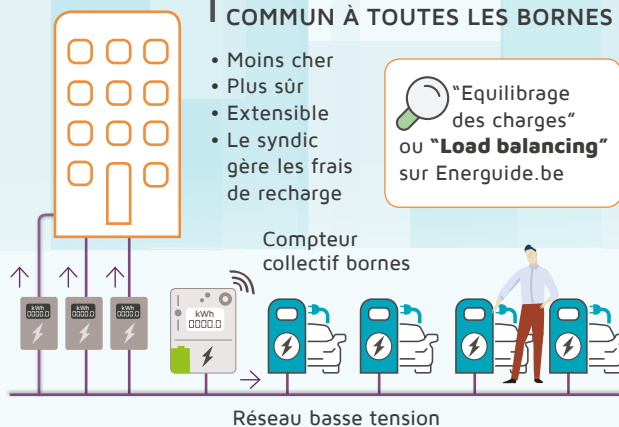 COMMUN À TOUTES LES BORNES
• Moins cher
• Plus sûr
• Extensible
• Le syndic
gère les frais
de recharge
"Equilibrage
des charges"
ou "Load balancing"
sur Energuide.be
Compteur
collectif bornes
kWh
0000.0
kWh
0000.0
kWh
0000.0
kWh
0000.0
Réseau basse tension